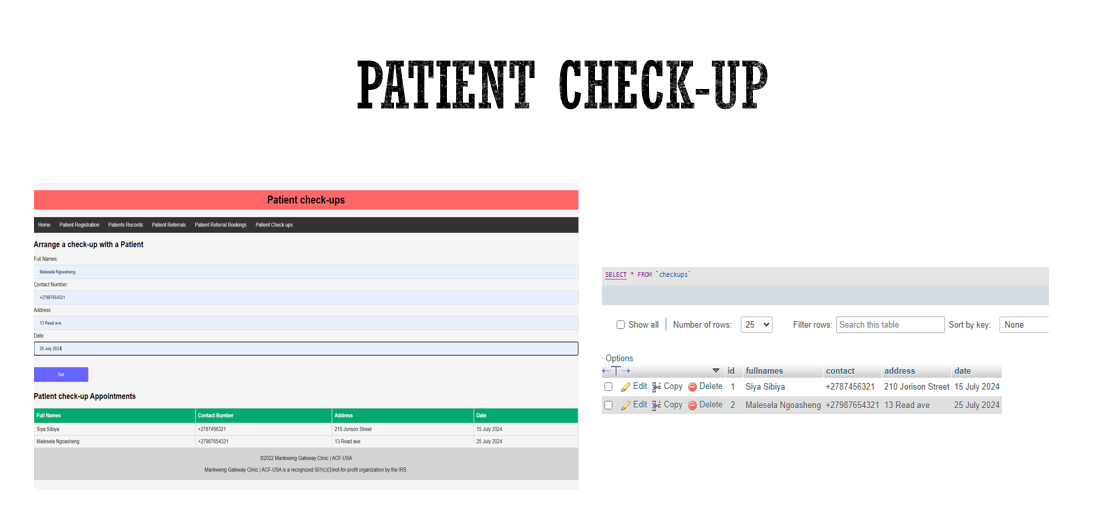 PATIENT CHECK-UP
Patient check-ups
Home Patient Registration Patients Records Patient Referrals Patient Referral Bookings Patient Check-ups
Arrange a check-up with a Patient
Full Names:
Malesela Ngoasheng
Contact Number:
+27987654321
Address:
13 Read ave
Date:
25 July 2024
Set
Patient check-up Appointments
Full Names Contact Number Address Date
Siya Sibiya +2787456321 210 Jorison Street 15 July 2024
Malesela Ngoasheng +27987654321 13 Read ave 25 July 2024
©2022 Mankweng Gateway Clinic | ACF-USA
Mankweng Gateway Clinic | ACF-USA is a recognized 501(c)(3)not-for-profit organization by the IRS
SELECT * FROM `checkups`
Show all Number of rows: 25 Filter rows: Search this table Sort by key: None
Options
←T→ id fullnames contact address date
Edit Copy Delete 1 Siya Sibiya +2787456321 210 Jorison Street 15 July 2024
Edit Copy Delete 2 Malesela Ngoasheng +27987654321 13 Read ave 25 July 2024